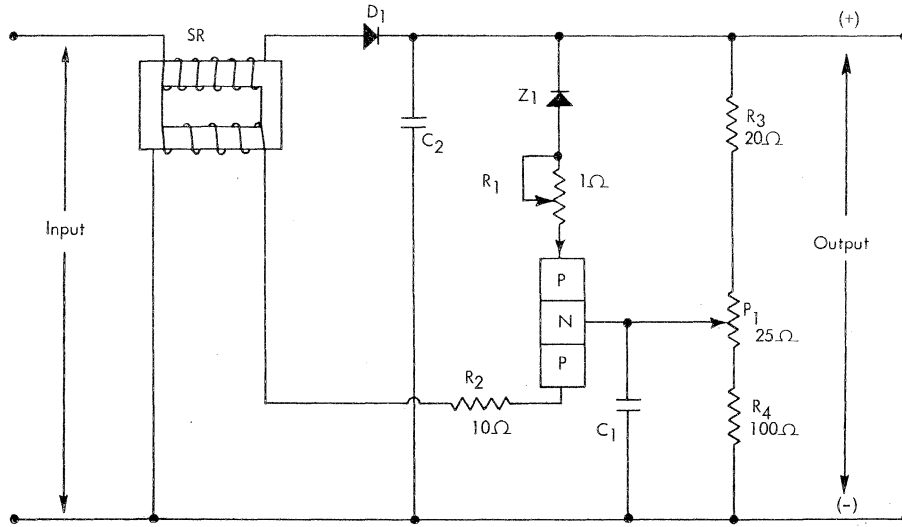 D1
(+)
SR
Z1
C2
R3
20Ω
R1
1Ω
Input
Output
P
N
P
P1
25Ω
R2
10Ω
C1
R4
100Ω
(-)